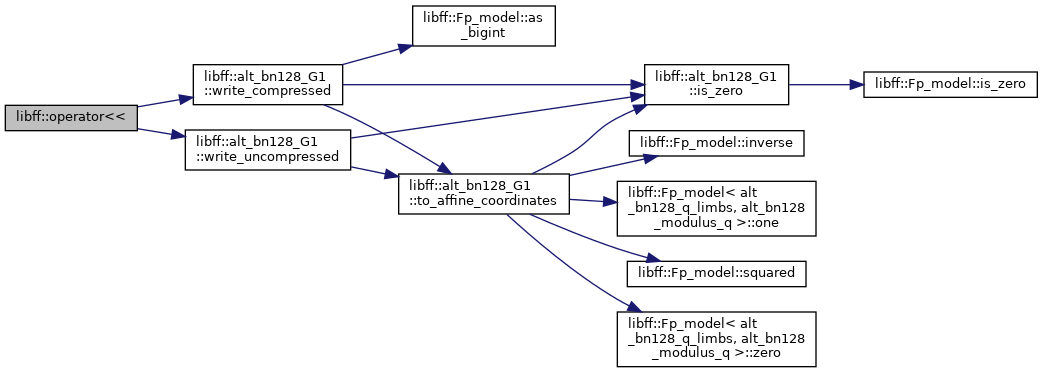 libff::operator<<
libff::alt_bn128_G1
::write_compressed
libff::alt_bn128_G1
::write_uncompressed
libff::Fp_model::as
_bigint
libff::alt_bn128_G1
::to_affine_coordinates
libff::alt_bn128_G1
::is_zero
libff::Fp_model::is_zero
libff::Fp_model::inverse
libff::Fp_model< alt
_bn128_q_limbs, alt_bn128
_modulus_q >::one
libff::Fp_model::squared
libff::Fp_model< alt
_bn128_q_limbs, alt_bn128
_modulus_q >::zero